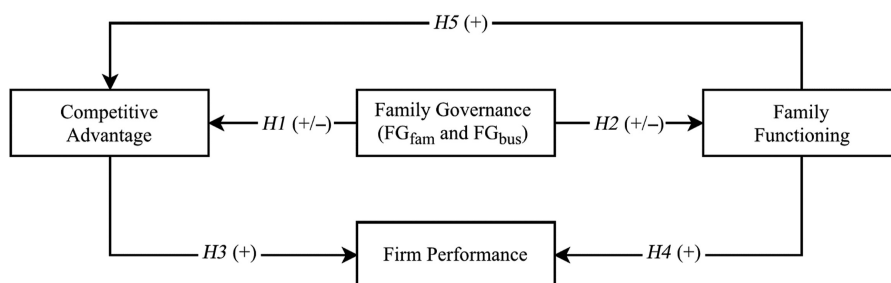 H5 (+)
Competitive
Advantage
H1 (+/–)
Family Governance
(FGfam and FGbus)
H2 (+/–)
Family
Functioning
H3 (+)
Firm Performance
H4 (+)